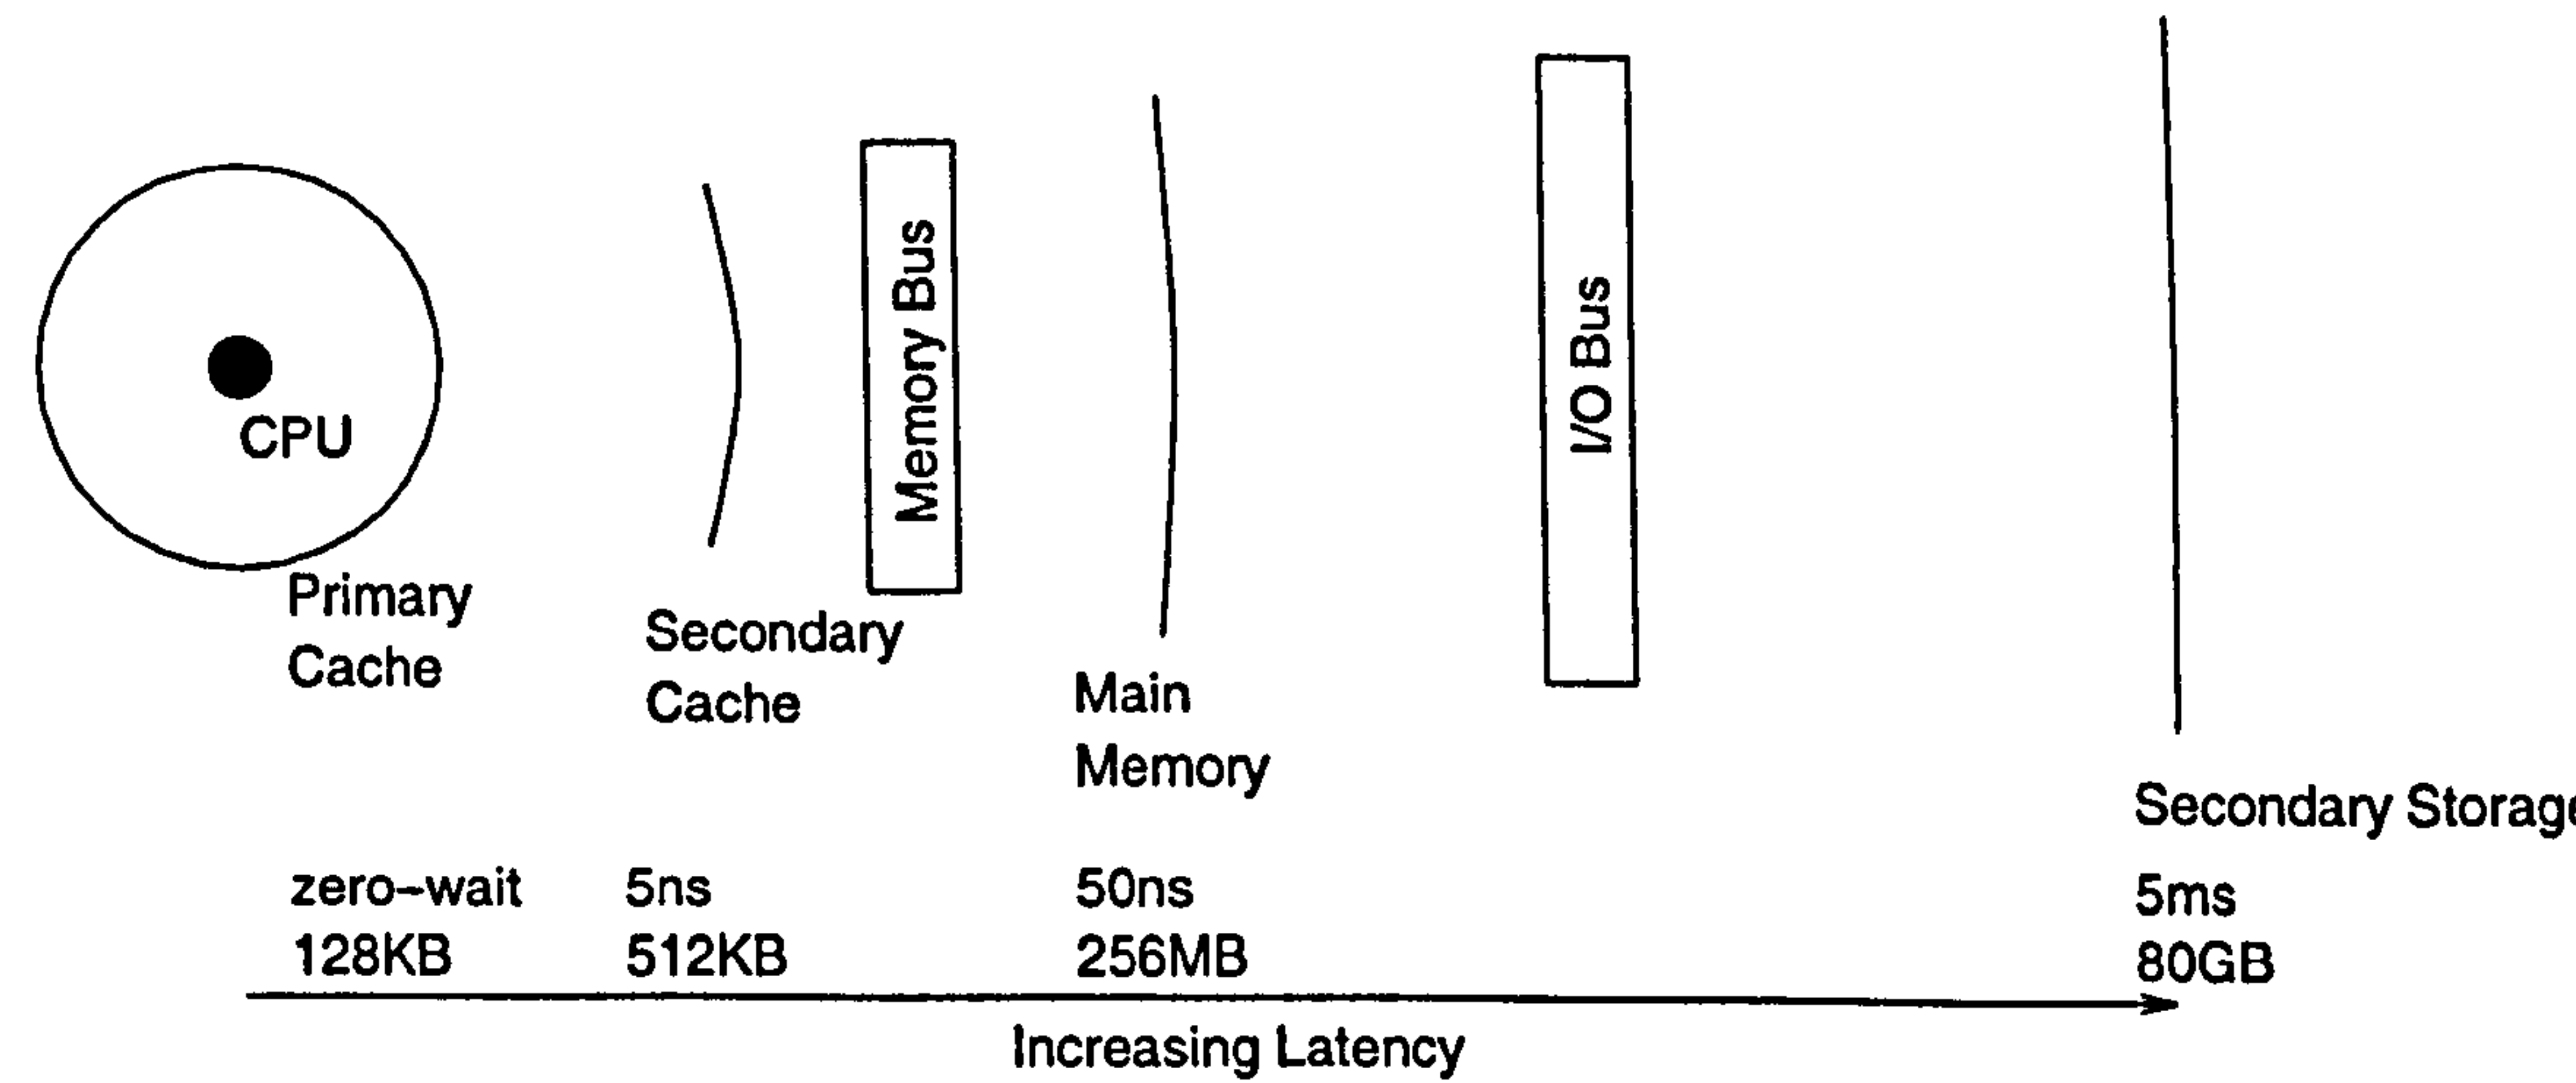 CPU
Primary
Cache
Secondary
Cache
Memory Bus
Main
Memory
I/O Bus
Secondary Storage
zero-wait 5ns 50ns 5ms
128KB 512KB 256MB 80GB
Increasing Latency